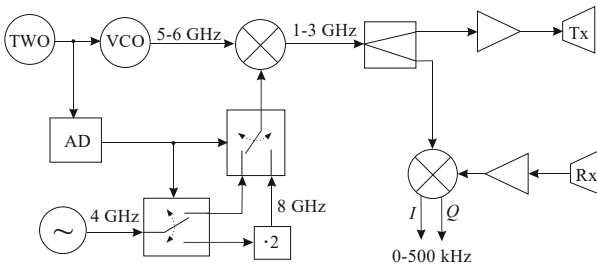 TWO
VCO
5-6 GHz
1-3 GHz
Tx
AD
Rx
4 GHz
8 GHz
~
·2
I
Q
0-500 kHz